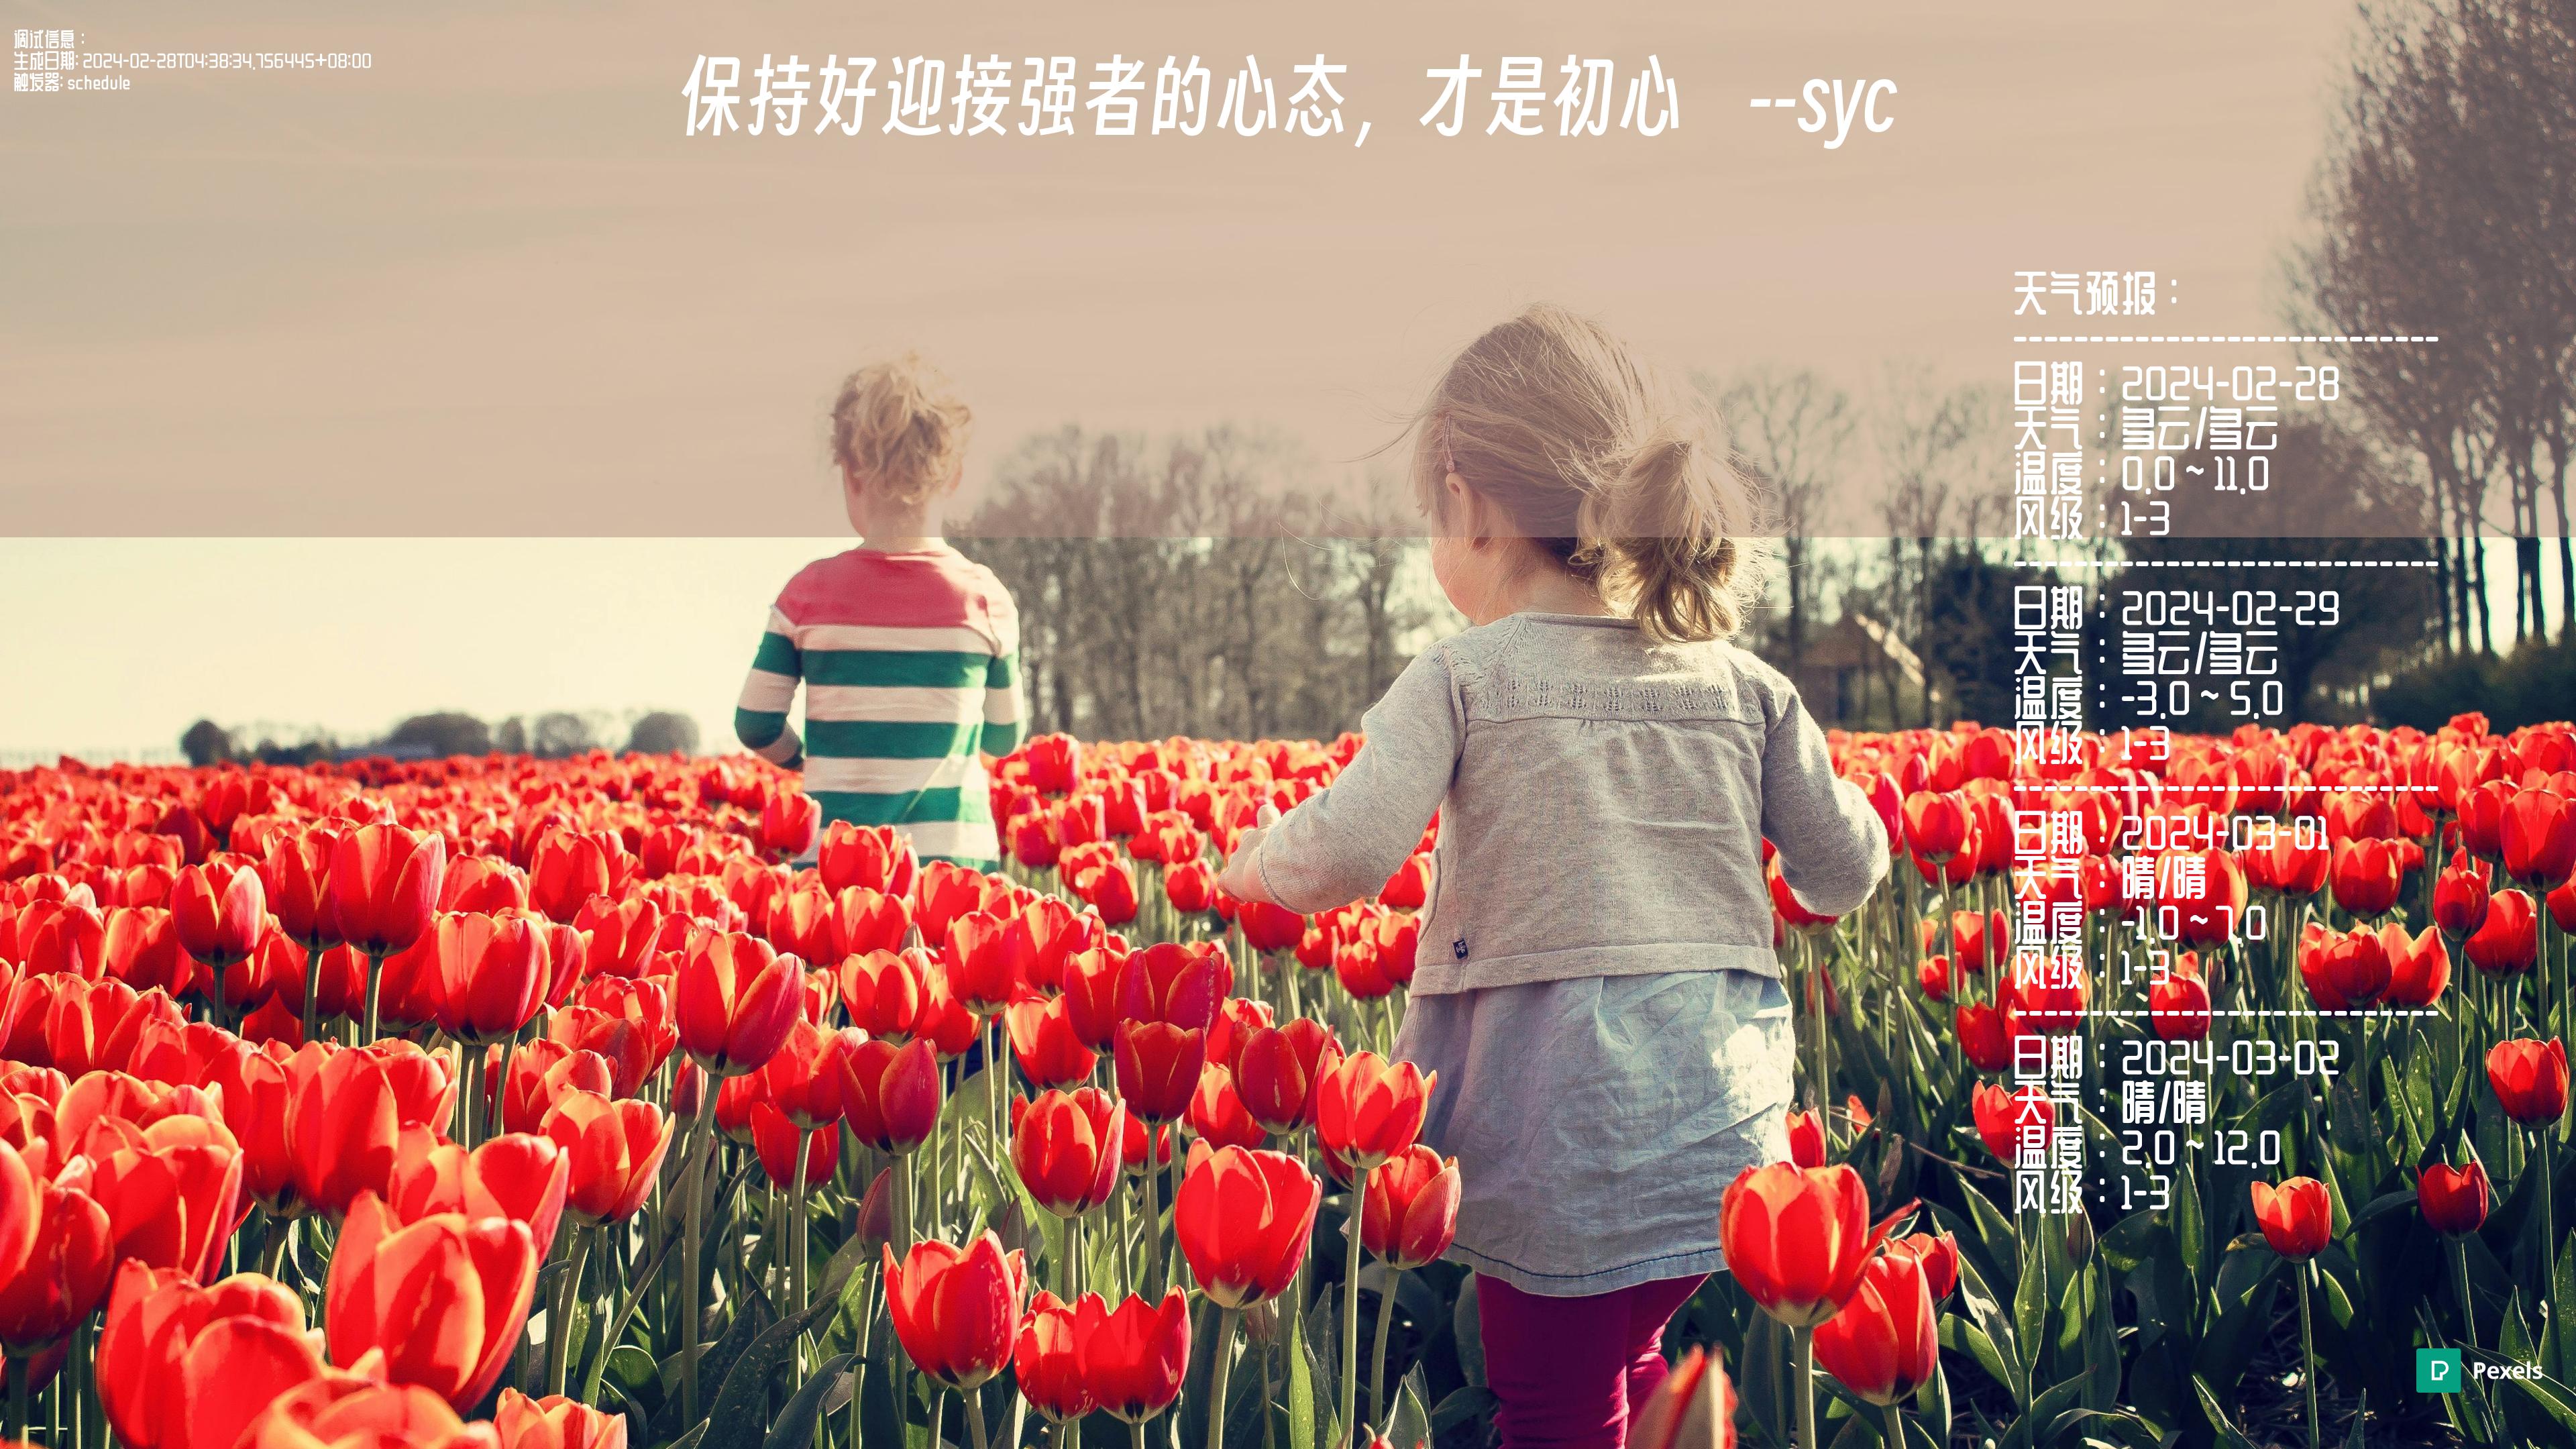 调试信息：
生成日期: 2024-02-28T04:38:34.756445+08:00
触发器: schedule
保持好迎接强者的心态，才是初心 --syc
天气预报：
----------------------------
日期：2024-02-28
天气：多云/多云
温度：0.0 ~ 11.0
风级：1-3
----------------------------
日期：2024-02-29
天气：多云/多云
温度：-3.0 ~ 5.0
风级：1-3
----------------------------
日期：2024-03-01
天气：晴/晴
温度：-1.0 ~ 7.0
风级：1-3
----------------------------
日期：2024-03-02
天气：晴/晴
温度：2.0 ~ 12.0
风级：1-3
Pexels